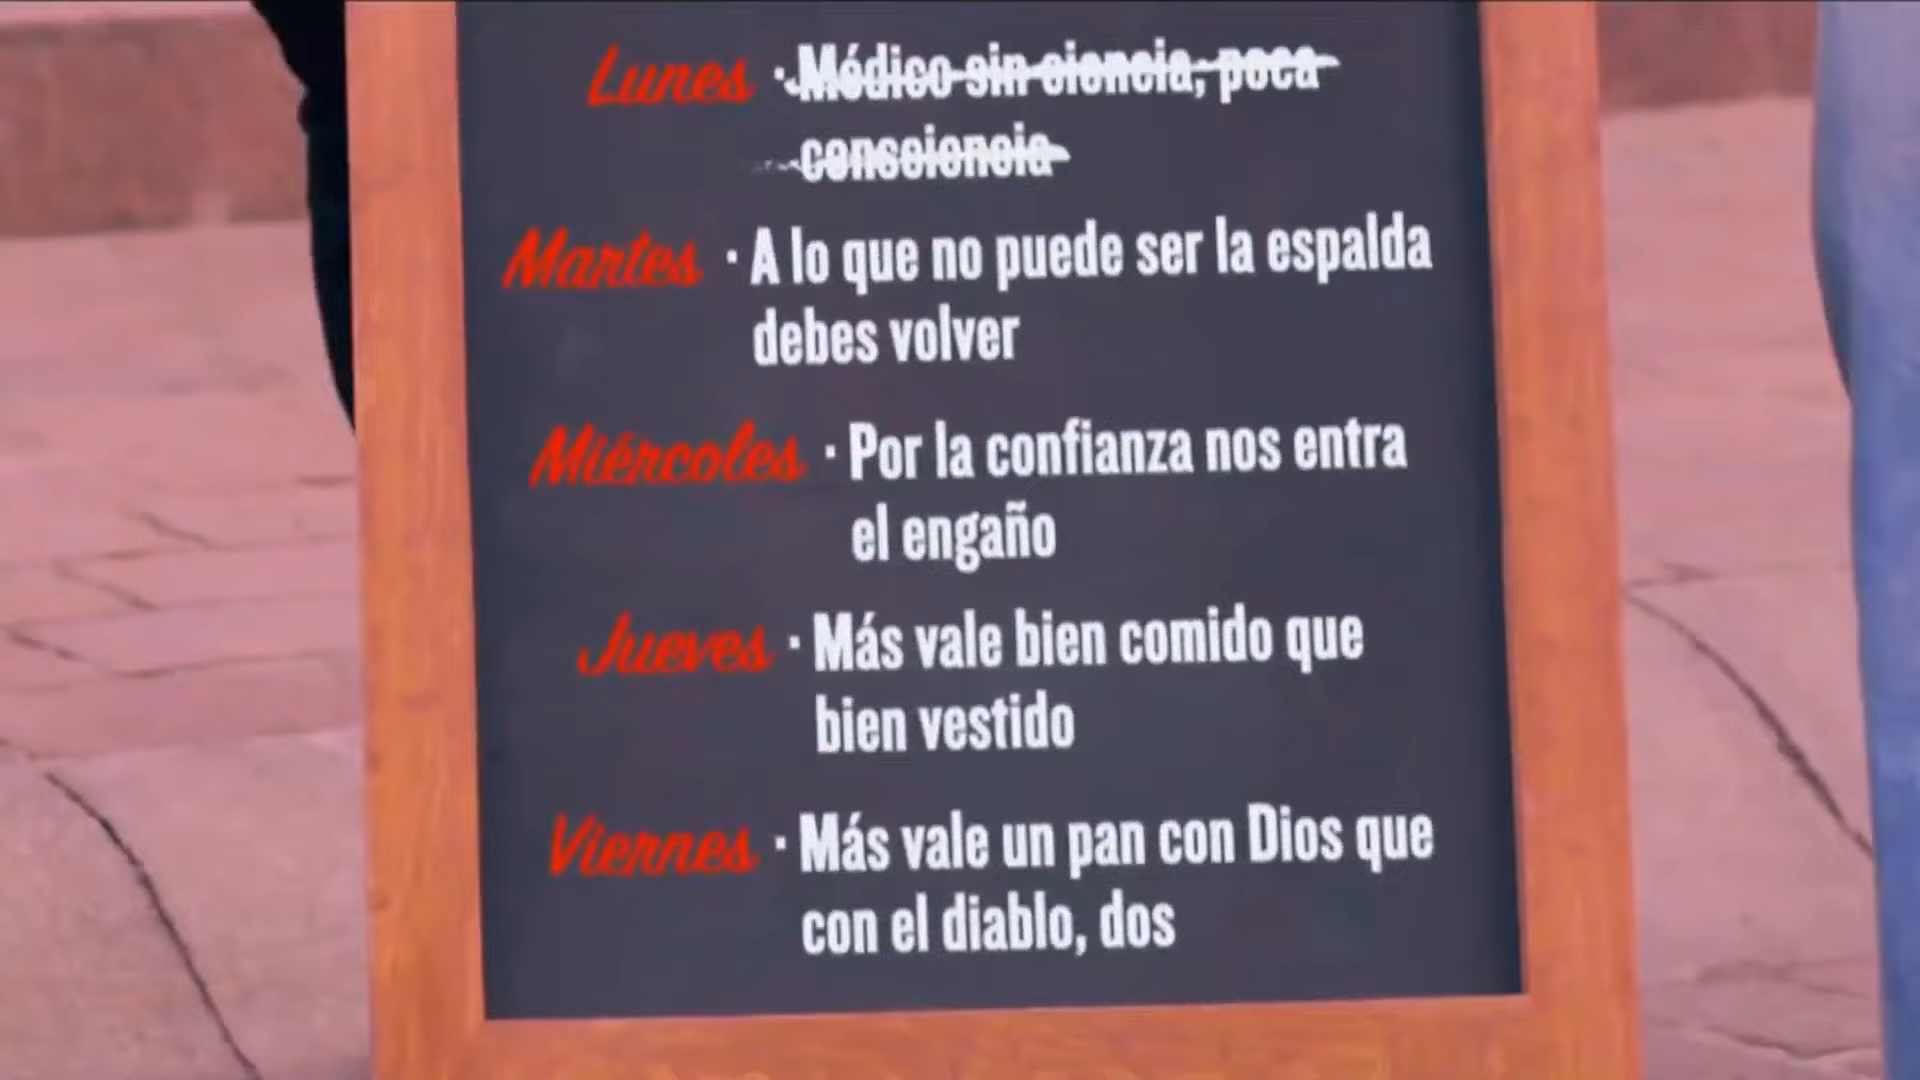 Lunes · Médico sin ciencia, poca
consciencia
Martes · A lo que no puede ser la espalda
debes volver
Miércoles · Por la confianza nos entra
el engaño
Jueves · Más vale bien comido que
bien vestido
Viernes · Más vale un pan con Dios que
con el diablo, dos